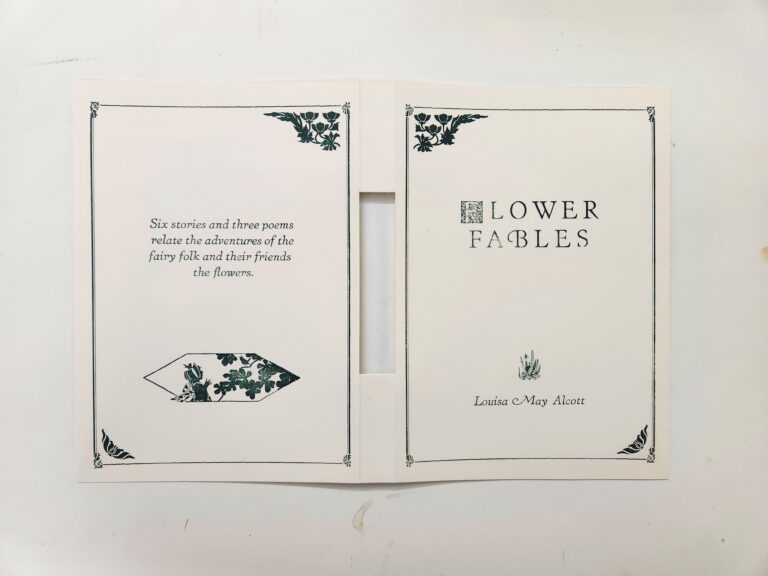 Six stories and three poems
relate the adventures of the
fairy folk and their friends
the flowers.
FLOWER
FABLES
Louisa May Alcott